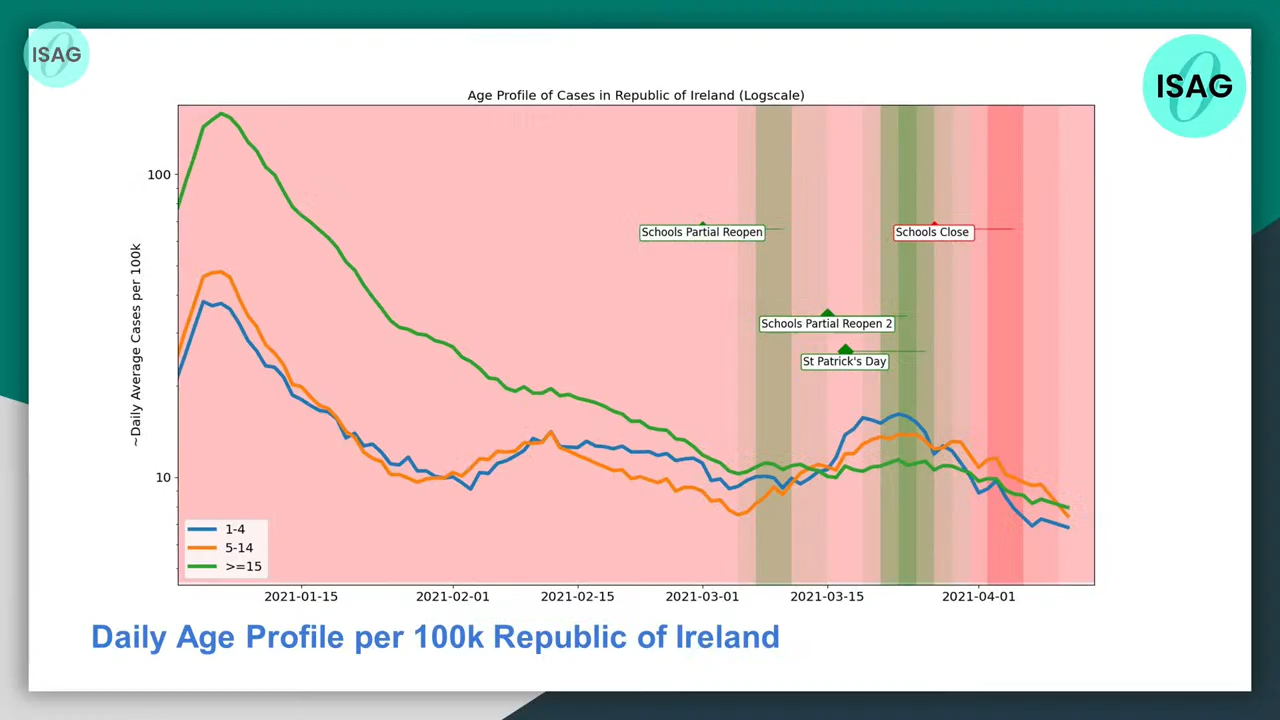 ISAG
ISAG
Age Profile of Cases in Republic of Ireland (Logscale)
~Daily Average Cases per 100k
100
10
Schools Partial Reopen
Schools Close
Schools Partial Reopen 2
St Patrick's Day
1-4
5-14
>=15
2021-01-15
2021-02-01
2021-02-15
2021-03-01
2021-03-15
2021-04-01
Daily Age Profile per 100k Republic of Ireland